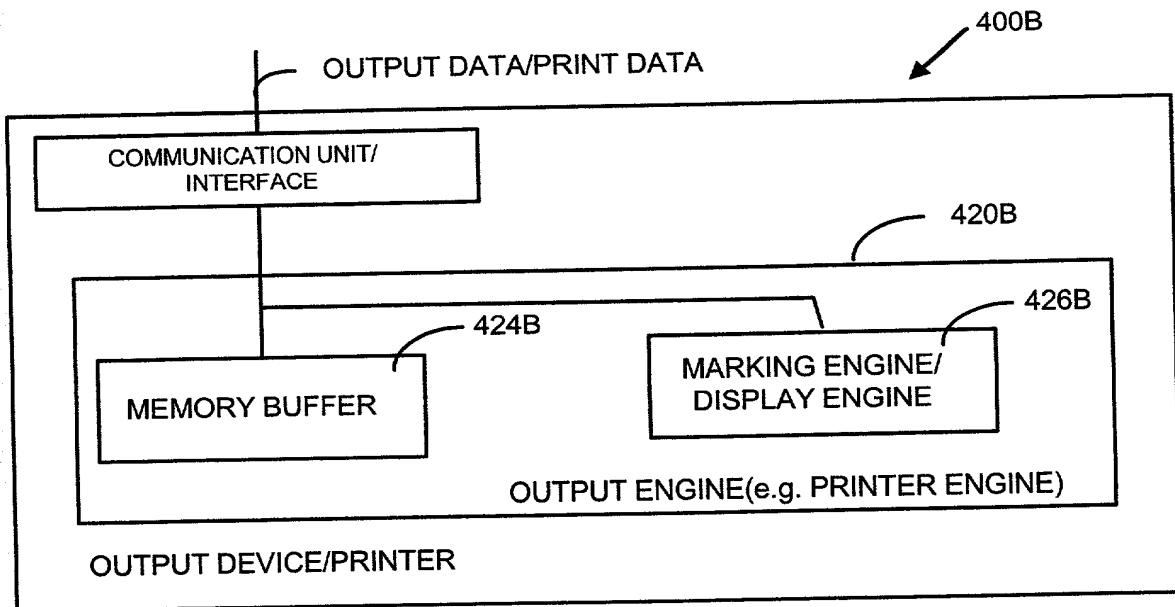 400B
OUTPUT DATA/PRINT DATA
COMMUNICATION UNIT/
INTERFACE
420B
424B
426B
MEMORY BUFFER
MARKING ENGINE/
DISPLAY ENGINE
OUTPUT ENGINE(e.g. PRINTER ENGINE)
OUTPUT DEVICE/PRINTER